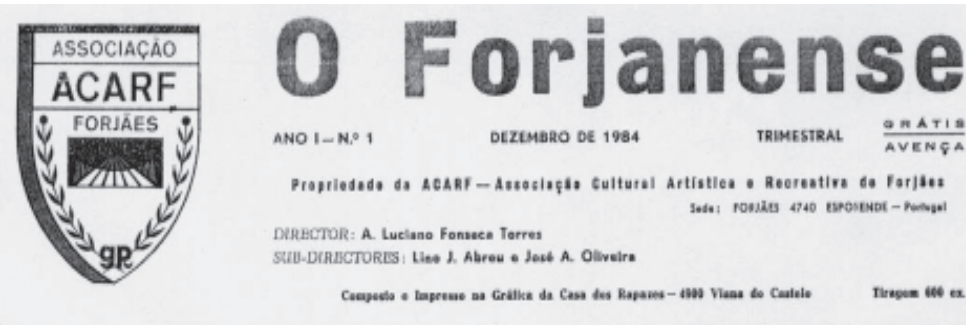 ASSOCIAÇÃO
ACARF
FORJÃES
gR
O Forjanense
ANO I — N.º 1 DEZEMBRO DE 1984 TRIMESTRAL GRÁTIS
AVENÇA
Propriedade da ACARF — Associação Cultural Artística e Recreativa de Forjães
Sede: FORJÃES 4740 ESPOSENDE — Portugal
DIRECTOR: A. Luciano Fonseca Torres
SUB-DIRECTORES: Lino J. Abreu e José A. Oliveira
Composto e Impresso na Gráfica da Casa dos Rapazes — 4900 Viana do Castelo Tiragem 600 ex.